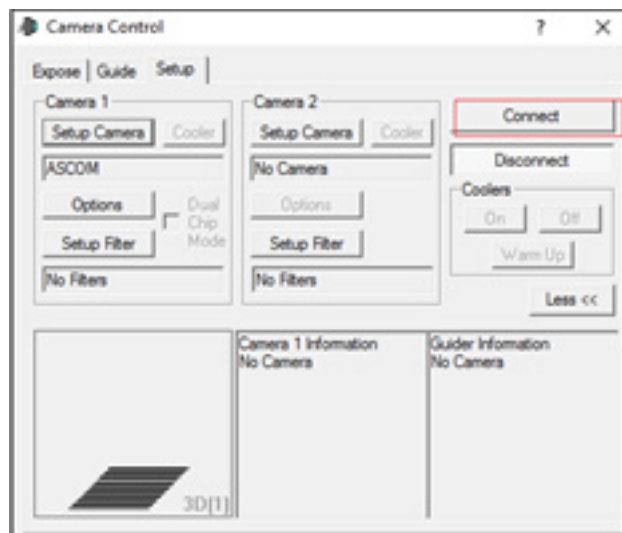 Camera Control ? X
Expose Guide Setup
Camera 1
Setup Camera Cooler
ASCOM
Options Dual Chip Mode
Setup Filter
No Filters
Camera 2
Setup Camera Cooler
No Camera
Options
Setup Filter
No Filters
Connect
Disconnect
Coolers
On Off
Warm Up
Less <<
3D[1]
Camera 1 Information
No Camera
Guider Information
No Camera